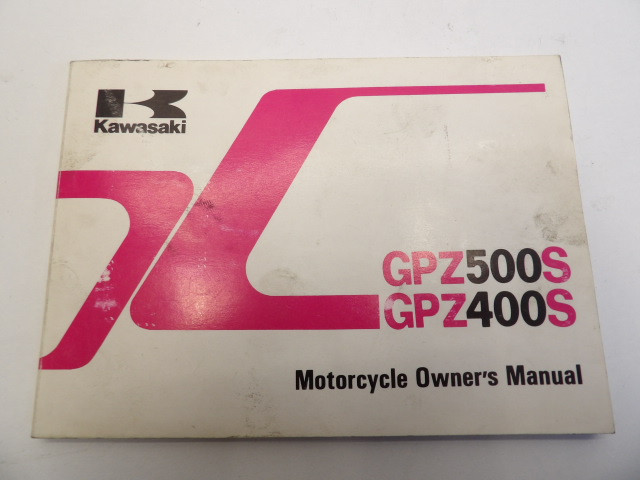 Kawasaki
GPZ500S
GPZ400S
Motorcycle Owner's Manual